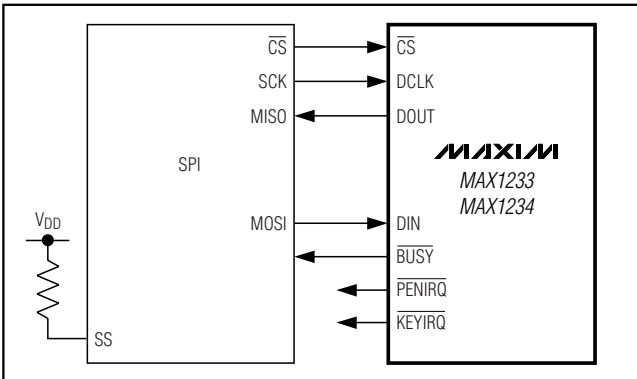 CS
CS
SCK
DCLK
MISO
DOUT
SPI
MAXIM
MAX1233
MAX1234
VDD
MOSI
DIN
BUSY
PENIRQ
KEYIRQ
SS